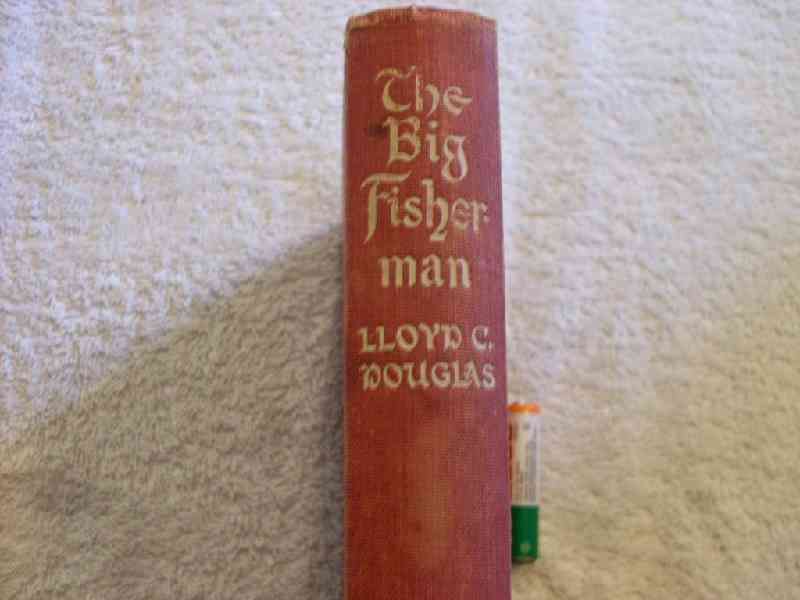 The
Big
Fisher-
man
LLOYD C.
DOUGLAS